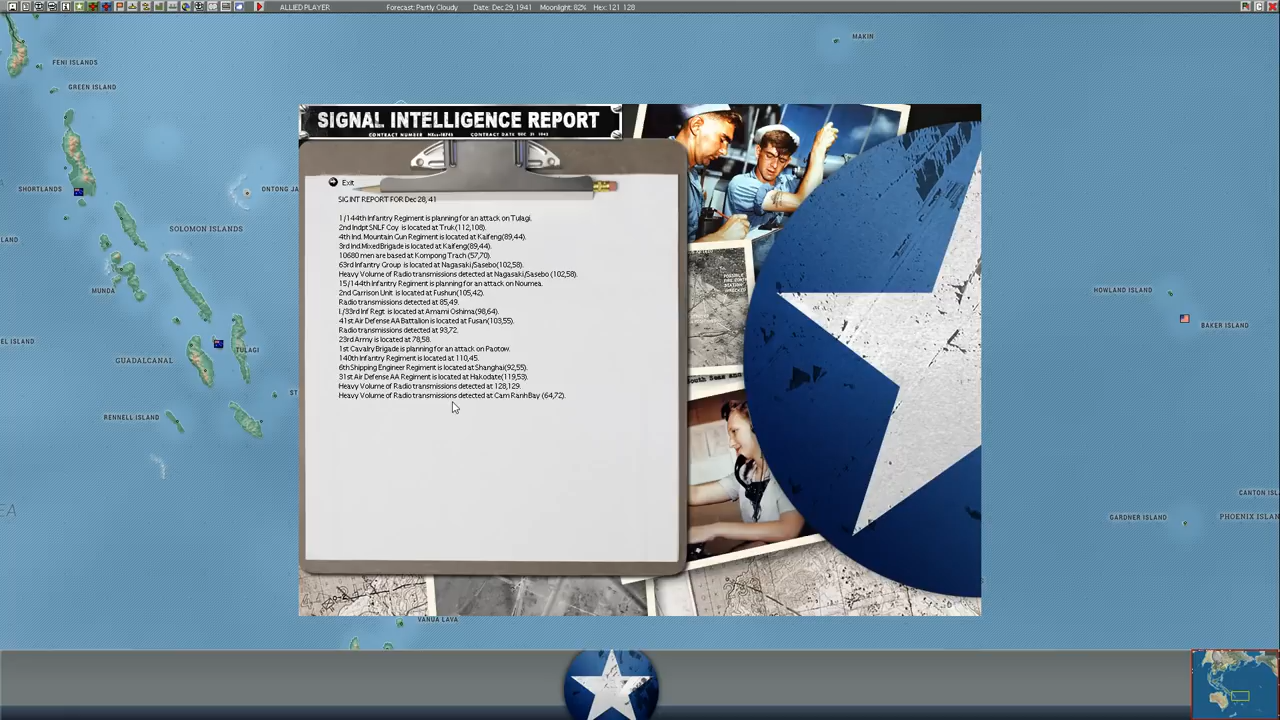 ALLIED PLAYER
Forecast: Partly Cloudy
Date: Dec 29, 1941
Moonlight: 82%
Hex: 121 128
MAKIN
FENI ISLANDS
GREEN ISLAND
SIGNAL INTELLIGENCE REPORT
Exit
SIG INT REPORT FOR Dec 28, 41
1/144th Infantry Regiment is planning for an attack on Tulagi.
2nd Indpt SNLF Coy is located at Truk(112,108).
4th Ind. Mountain Gun Regiment is located at Kaifeng(89,44).
3rd Ind.Mixed Brigade is located at Kaifeng(89,44).
10680 men are based at Kompong Trach (57,70).
63rd Infantry Group is located at Nagasaki/Sasebo(102,58).
Heavy Volume of Radio transmissions detected at Nagasaki/Sasebo (102,58).
15/144th Infantry Regiment is planning for an attack on Noumea.
2nd Garrison Unit is located at Fushun(105,42).
Radio transmissions detected at 85,49.
I./33rd Inf Regt is located at Amami Oshima(98,64).
41st Air Defense AA Battalion is located at Fusan(103,55).
Radio transmissions detected at 93,72.
23rd Army is located at 78,58.
1st Cavalry Brigade is planning for an attack on Paotow.
140th Infantry Regiment is located at 110,45.
6th Shipping Engineer Regiment is located at Shanghai(92,55).
31st Air Defense AA Regiment is located at Hakodate(119,53).
Heavy Volume of Radio transmissions detected at 128,129.
Heavy Volume of Radio transmissions detected at Cam Ranh Bay (64,72).
SHORTLANDS
ONTONG JA
SOLOMON ISLANDS
MUNDA
GUADALCANAL
TULAGI
RENNELL ISLAND
HOWLAND ISLAND
BAKER ISLAND
CANTON ISL
GARDNER ISLAND
PHOENIX ISLAND
VANUA LAVA